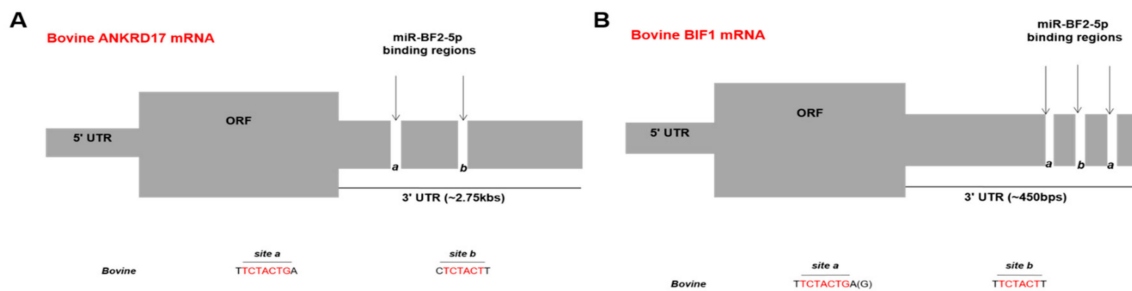 A
Bovine ANKRD17 mRNA
miR-BF2-5p
binding regions
ORF
5' UTR
a
b
3' UTR (~2.75kbs)
site a
site b
Bovine
TTCTACTGA
CTCTACTT
B
Bovine BIF1 mRNA
miR-BF2-5p
binding regions
ORF
5' UTR
a
b
a
3' UTR (~450bps)
site a
site b
Bovine
TTCTACTGA(G)
TTCTACTT